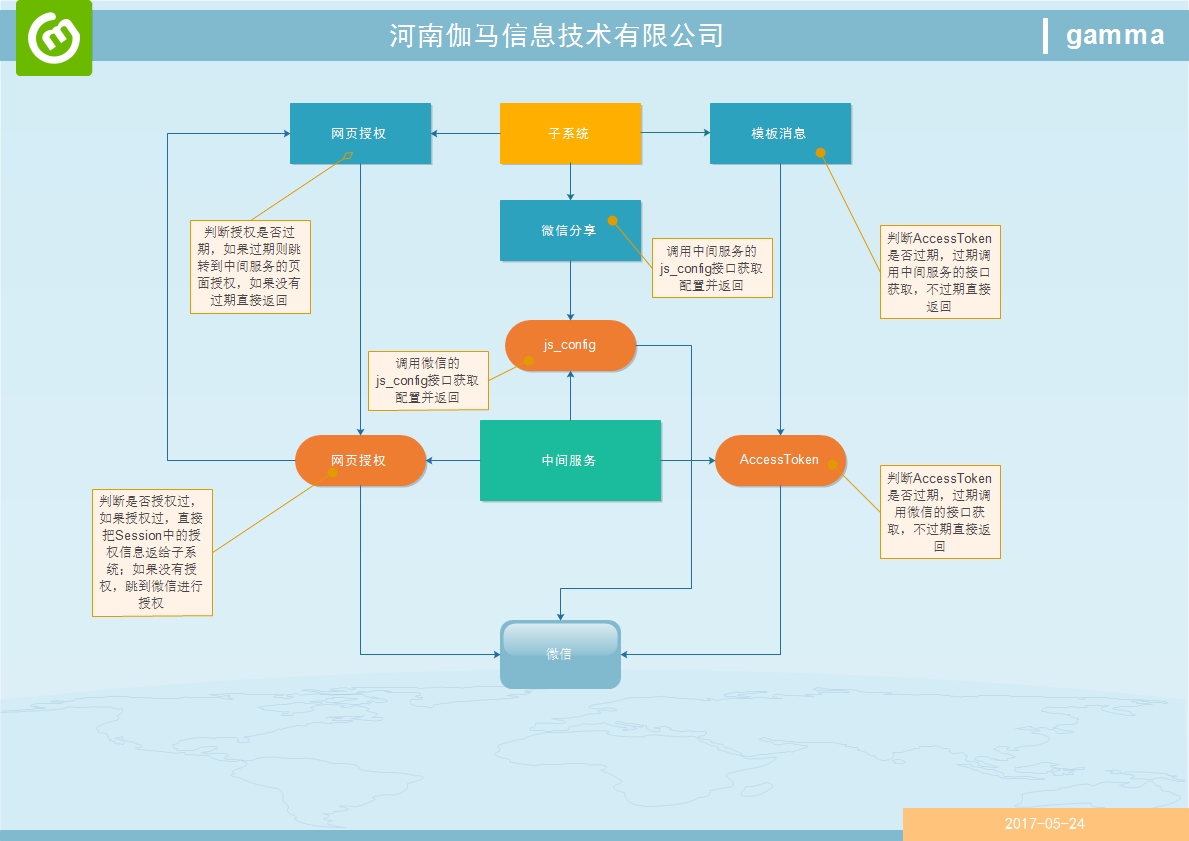 河南伽马信息技术有限公司
gamma
网页授权
子系统
模板消息
微信分享
判断授权是否过
期，如果过期则跳
转到中间服务的页
面授权，如果没有
过期直接返回
调用中间服务的
js_config接口获取
配置并返回
判断AccessToken
是否过期，过期调
用中间服务的接口
获取，不过期直接
返回
js_config
调用微信的
js_config接口获取
配置并返回
网页授权
中间服务
AccessToken
判断是否授权过，
如果授权过，直接
把Session中的授
权信息返给子系
统；如果没有授
权，跳到微信进行
授权
判断AccessToken
是否过期，过期调
用微信的接口获
取，不过期直接返
回
微信
2017-05-24